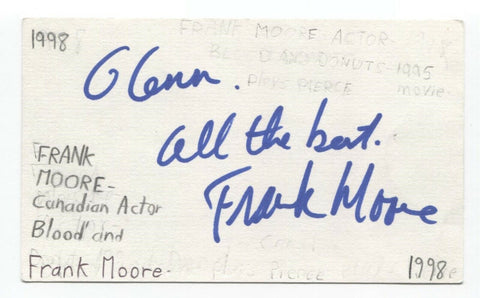 1998
FRANK MOORE - ACTOR -
BLOOD AND DONUTS - 1995
plays PIERCE movie -
Glenn.
All the best.
Frank Moore
FRANK
MOORE -
Canadian Actor
Blood and
Frank Moore -
Pierce
1998